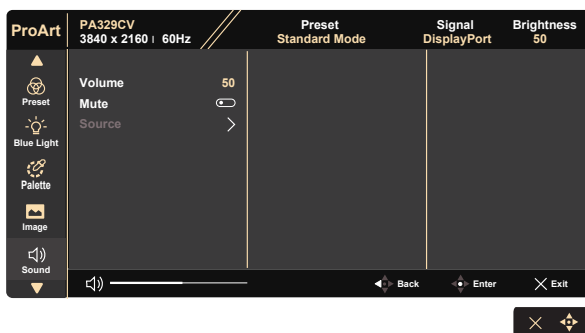 ProArt
PA329CV
3840 x 2160 60Hz
Preset
Standard Mode
Signal
DisplayPort
Brightness
50
Preset
Blue Light
Palette
Image
Sound
Volume 50
Mute
Source
Back
Enter
Exit